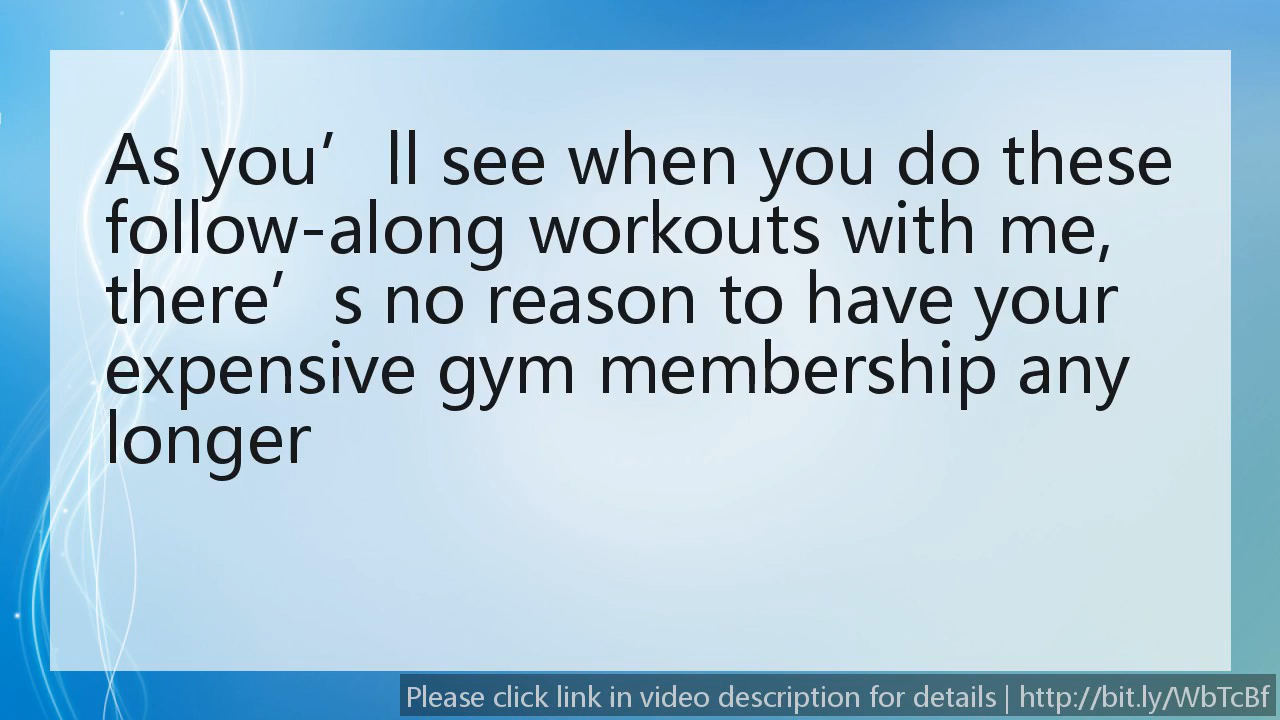 As you’ll see when you do these
follow-along workouts with me,
there’s no reason to have your
expensive gym membership any
longer
Please click link in video description for details | http://bit.ly/WbTcBf